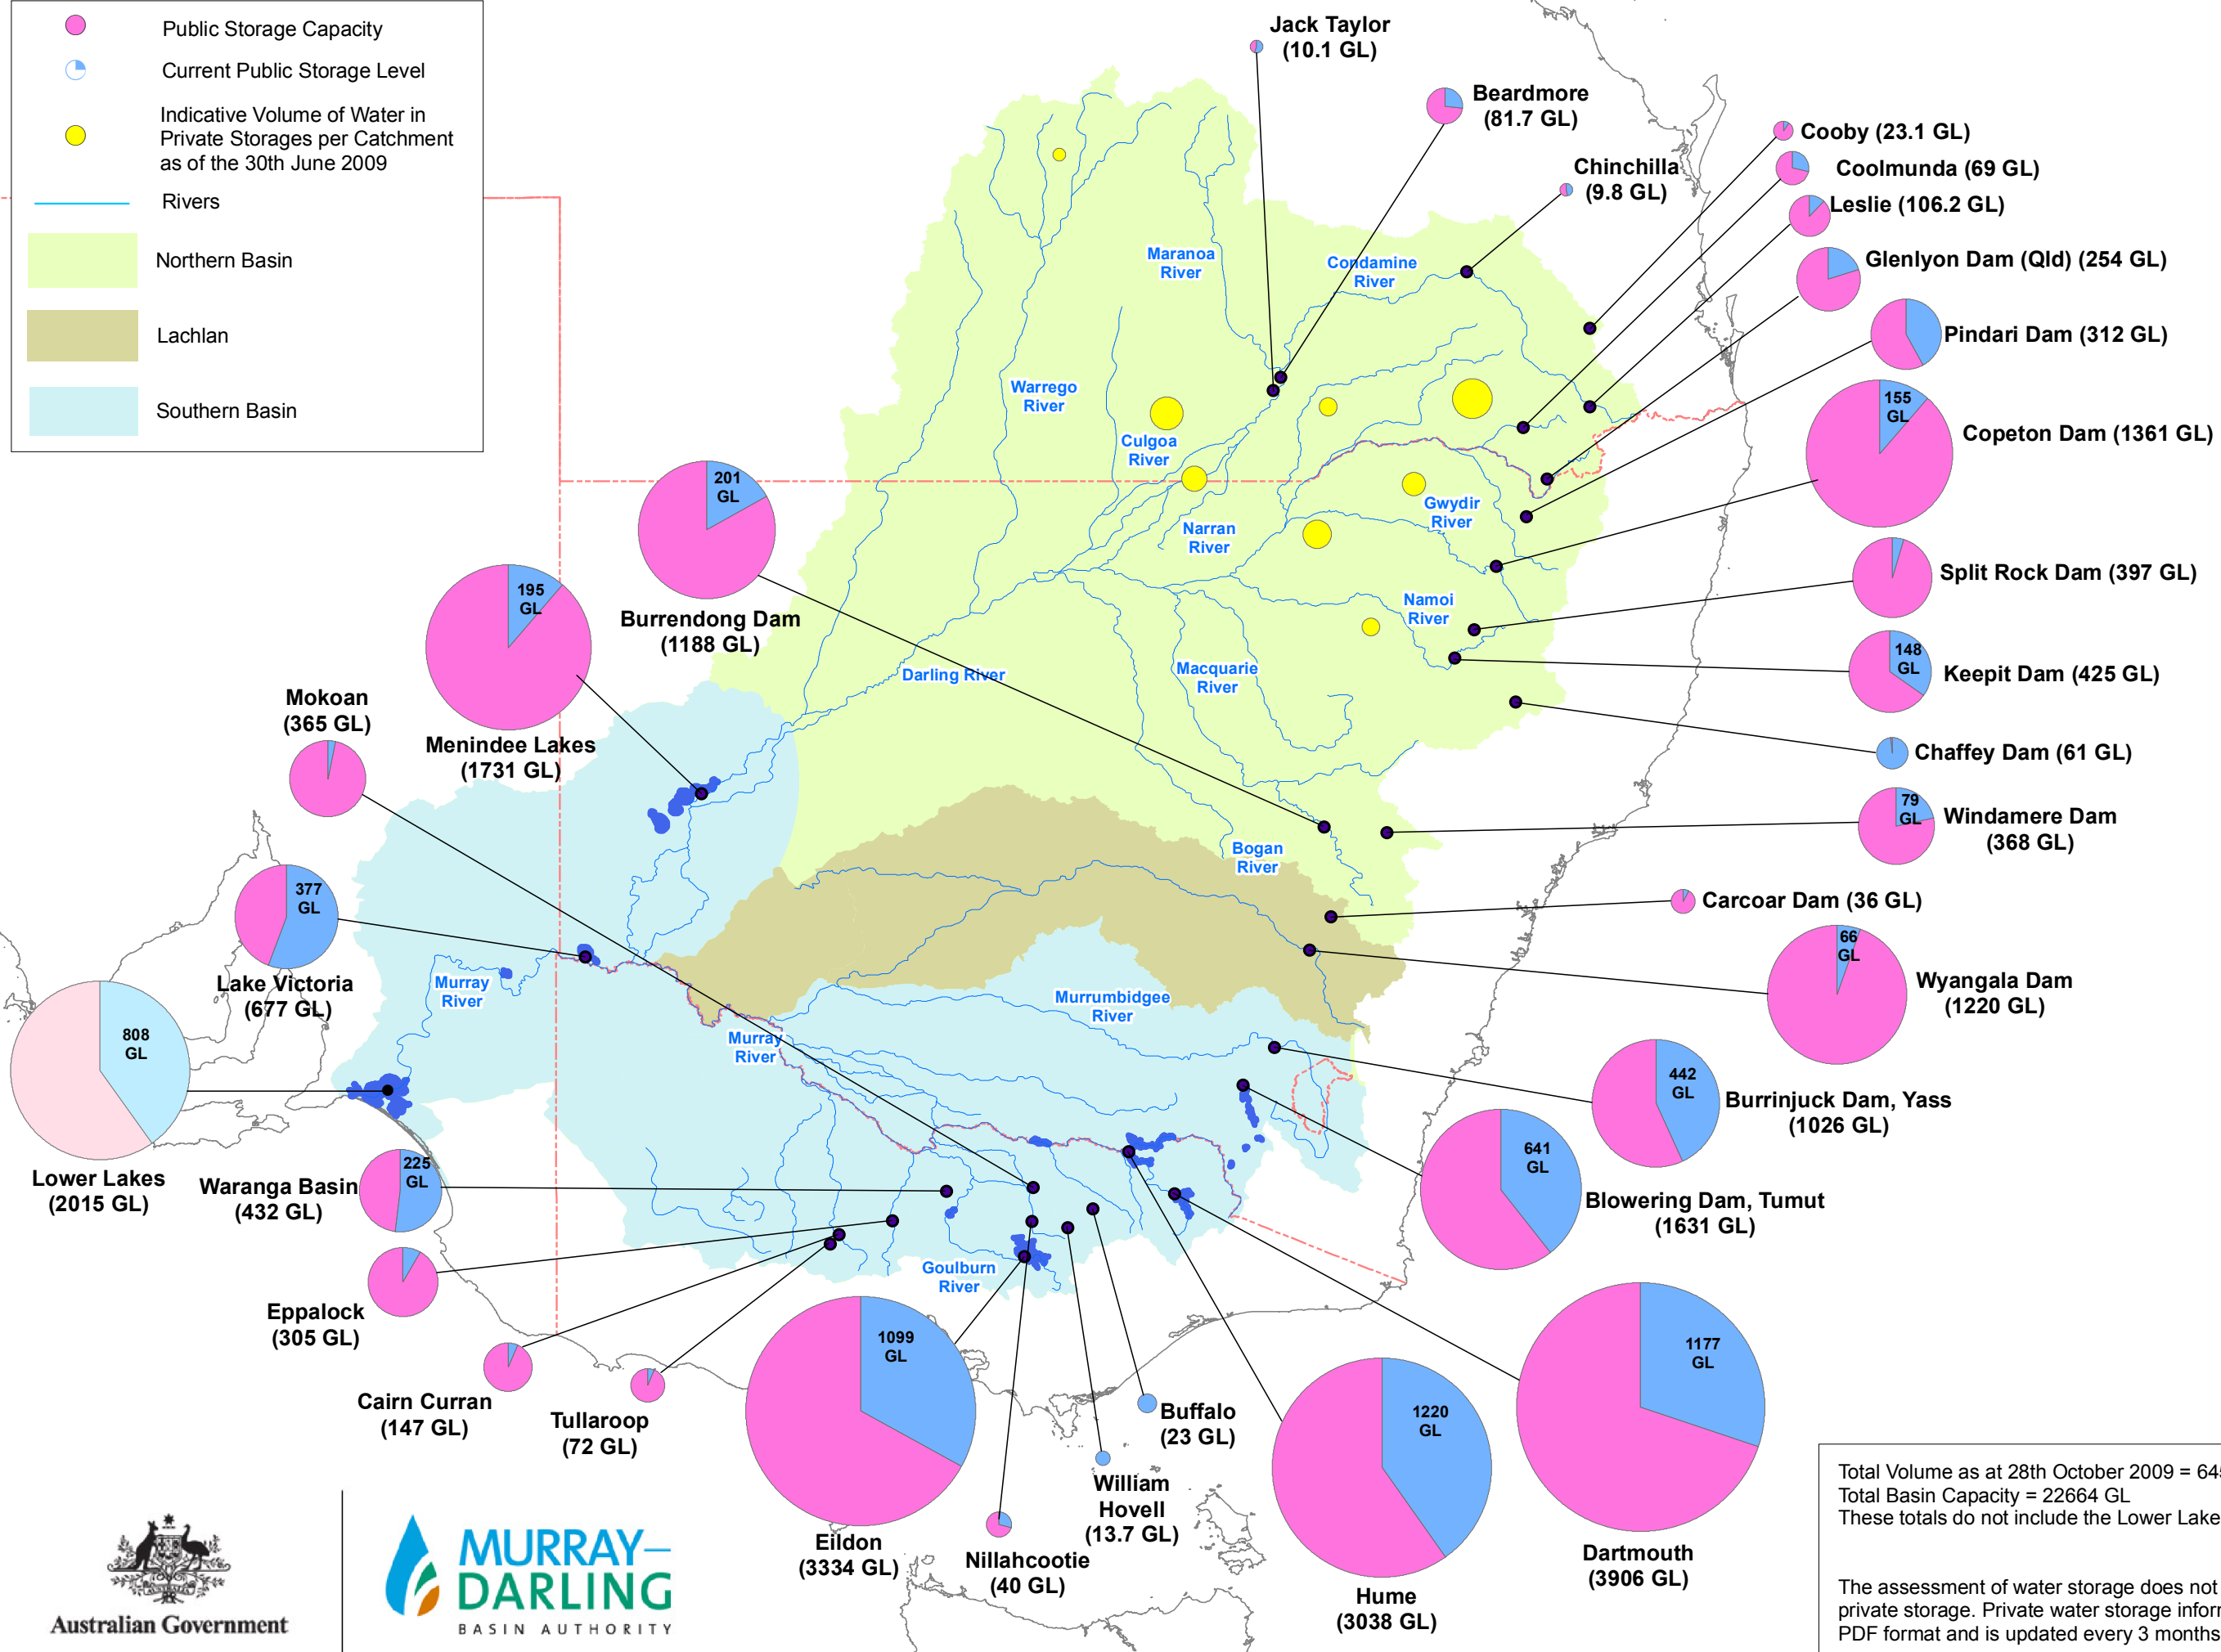 Public Storage Capacity
Current Public Storage Level
Indicative Volume of Water in
Private Storages per Catchment
as of the 30th June 2009
Rivers
Northern Basin
Lachlan
Southern Basin
Jack Taylor
(10.1 GL)
Beardmore
(81.7 GL)
Chinchilla
(9.8 GL)
Cooby (23.1 GL)
Coolmunda (69 GL)
Leslie (106.2 GL)
Glenlyon Dam (Qld) (254 GL)
Pindari Dam (312 GL)
155
GL
Copeton Dam (1361 GL)
Split Rock Dam (397 GL)
148
GL
Keepit Dam (425 GL)
Chaffey Dam (61 GL)
79
GL
Windamere Dam
(368 GL)
Carcoar Dam (36 GL)
66
GL
Wyangala Dam
(1220 GL)
442
GL
Burrinjuck Dam, Yass
(1026 GL)
641
GL
Blowering Dam, Tumut
(1631 GL)
1177
GL
Dartmouth
(3906 GL)
1220
GL
Hume
(3038 GL)
Buffalo
(23 GL)
William
Hovell
(13.7 GL)
Nillahcootie
(40 GL)
1099
GL
Eildon
(3334 GL)
Tullaroop
(72 GL)
Cairn Curran
(147 GL)
Eppalock
(305 GL)
225
GL
Waranga Basin
(432 GL)
808
GL
Lower Lakes
(2015 GL)
377
GL
Lake Victoria
(677 GL)
Mokoan
(365 GL)
195
GL
Menindee Lakes
(1731 GL)
201
GL
Burrendong Dam
(1188 GL)
Maranoa
River
Condamine
River
Warrego
River
Culgoa
River
Gwydir
River
Narran
River
Namoi
River
Macquarie
River
Darling River
Bogan
River
Murray
River
Murrumbidgee
River
Murray
River
Goulburn
River
Australian Government
MURRAY–
DARLING
BASIN AUTHORITY
Total Volume as at 28th October 2009 = 645
Total Basin Capacity = 22664 GL
These totals do not include the Lower Lake
The assessment of water storage does not
private storage. Private water storage infor
PDF format and is updated every 3 months